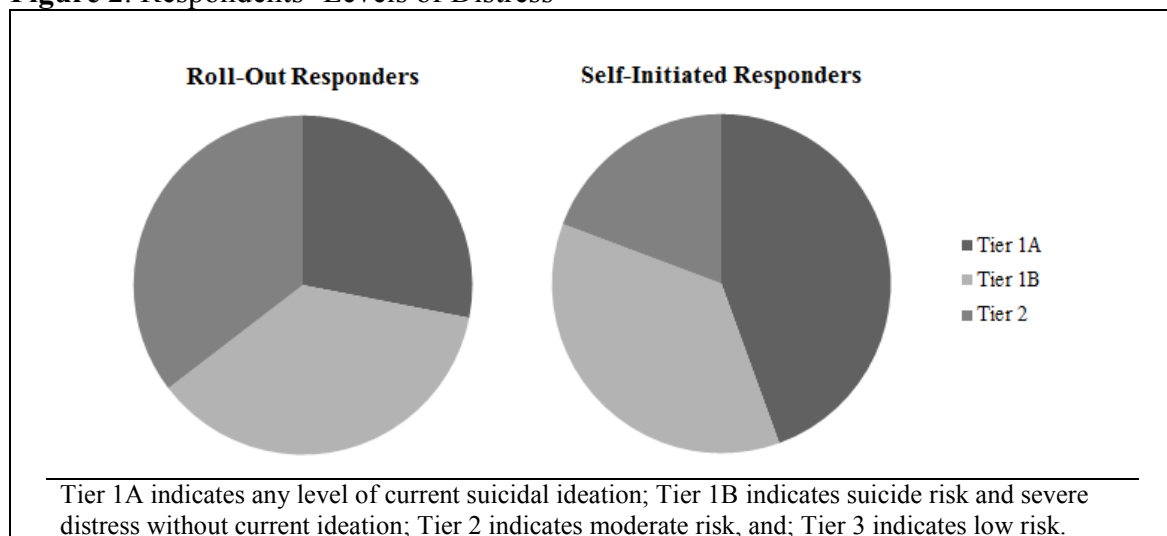 Figure 2. Respondents' Levels of Distress
Roll-Out Responders
Self-Initiated Responders
Tier 1A
Tier 1B
Tier 2
Tier 1A indicates any level of current suicidal ideation; Tier 1B indicates suicide risk and severe
distress without current ideation; Tier 2 indicates moderate risk, and; Tier 3 indicates low risk.